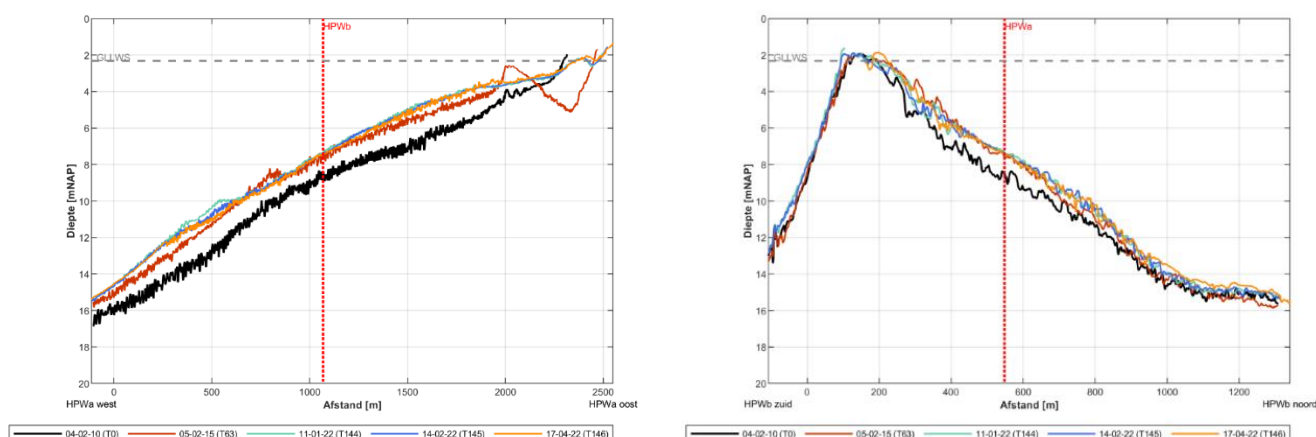 HPWb
GLLWS
Diepte [mNAP]
0
2
4
6
8
10
12
14
16
18
20
0 500 1000 1500 2000 2500
HPWa west Afstand [m] HPWa oost
04-02-10 (T0) 05-02-15 (T63) 11-01-22 (T144) 14-02-22 (T145) 17-04-22 (T146)
HPWa
GLLWS
Diepte [mNAP]
0
2
4
6
8
10
12
14
16
18
20
0 200 400 600 800 1000 1200
HPWb zuid Afstand [m] HPWb noord
04-02-10 (T0) 05-02-15 (T63) 11-01-22 (T144) 14-02-22 (T145) 17-04-22 (T146)